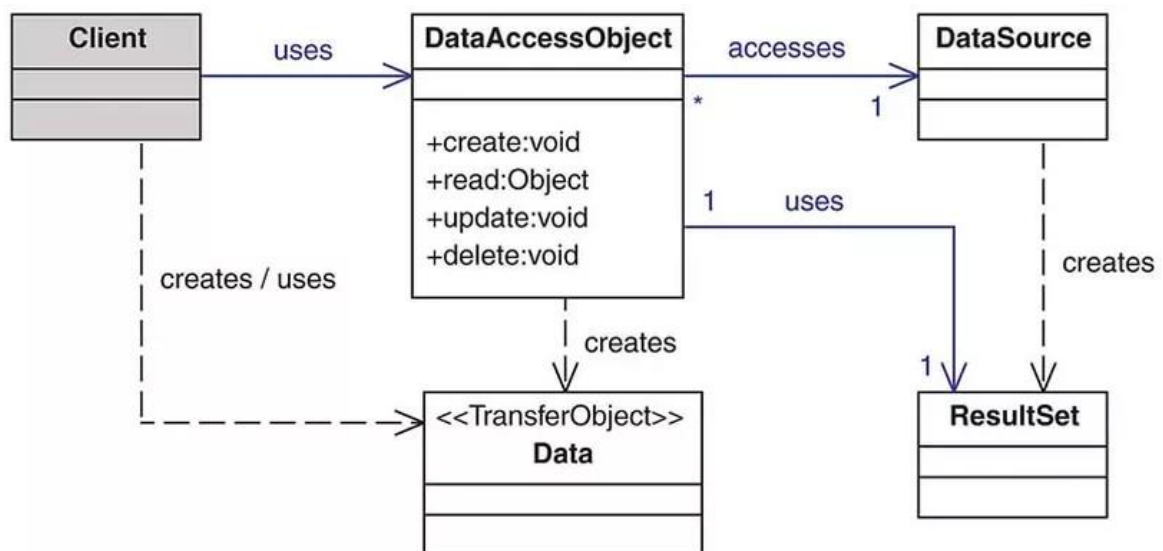 Client
uses
DataAccessObject
accesses
DataSource
*
1
+create:void
+read:Object
+update:void
+delete:void
1
uses
creates / uses
creates
creates
1
<<TransferObject>>
Data
ResultSet